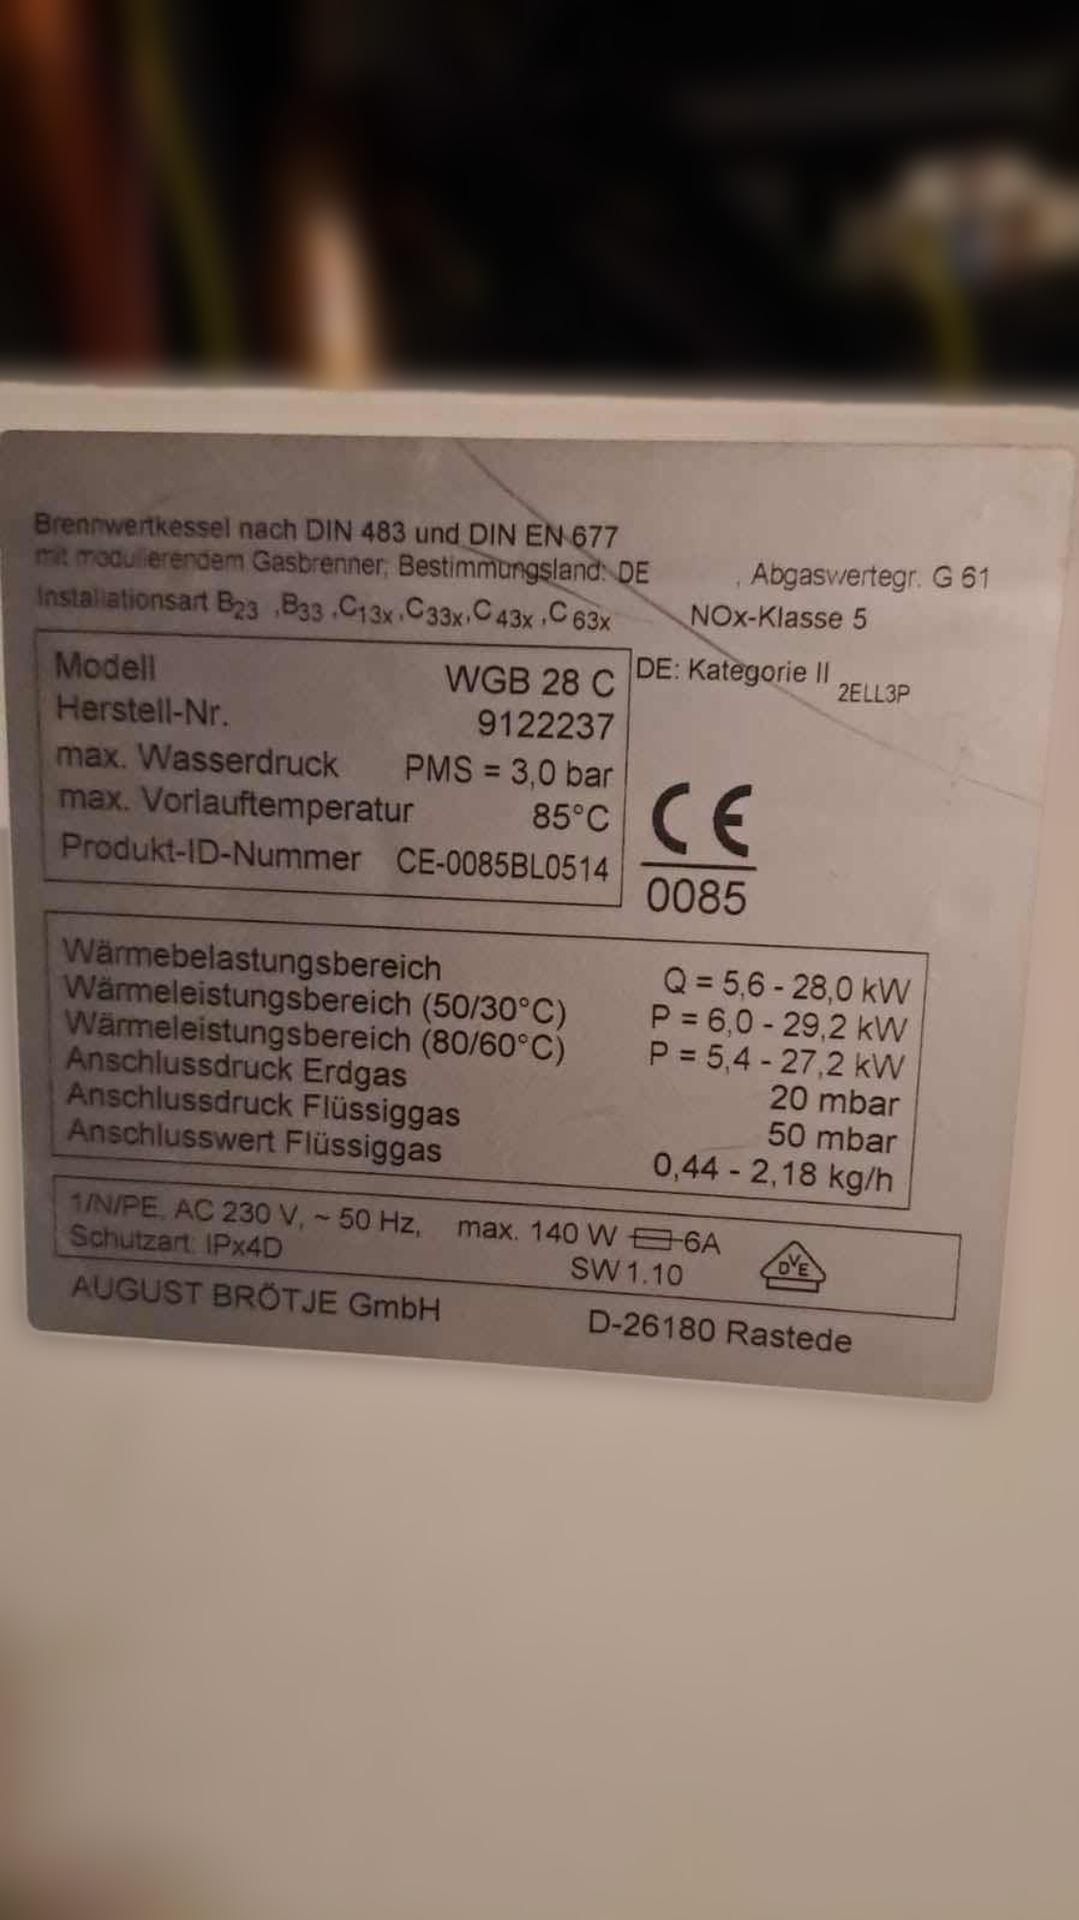 Brennwertkessel nach DIN 483 und DIN EN 677
mit modulierendem Gasbrenner; Bestimmungsland: DE , Abgaswertegr. G 61
Installationsart B23 ,B33 ,C13x,C33x,C43x ,C 63x NOx-Klasse 5
DE: Kategorie II 2ELL3P
Modell WGB 28 C
Herstell-Nr. 9122237
max. Wasserdruck PMS = 3,0 bar
max. Vorlauftemperatur 85°C
Produkt-ID-Nummer CE-0085BL0514
CE
0085
Wärmebelastungsbereich Q = 5,6 - 28,0 kW
Wärmeleistungsbereich (50/30°C) P = 6,0 - 29,2 kW
Wärmeleistungsbereich (80/60°C) P = 5,4 - 27,2 kW
Anschlussdruck Erdgas 20 mbar
Anschlussdruck Flüssiggas 50 mbar
Anschlusswert Flüssiggas 0,44 - 2,18 kg/h
1/N/PE, AC 230 V, ~ 50 Hz, max. 140 W 6A
Schutzart: IPx4D SW 1.10
DVE
AUGUST BRÖTJE GmbH D-26180 Rastede